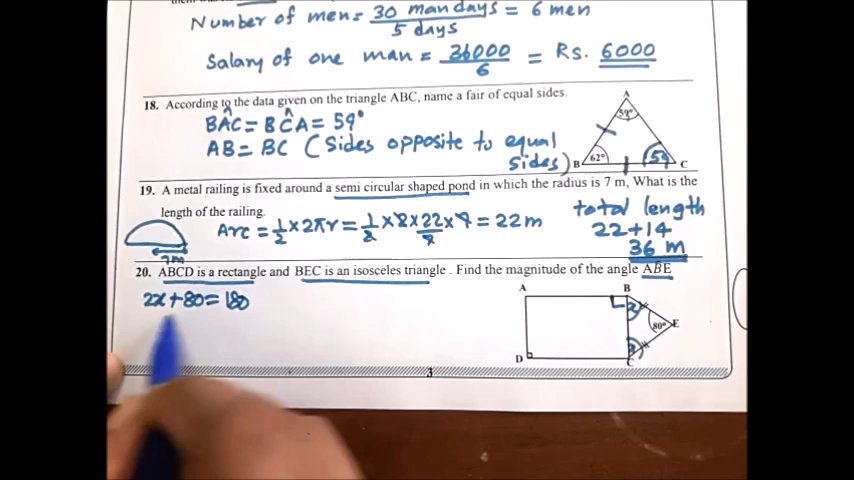 Number of men = 30 man days / 5 days = 6 men
Salary of one man = 36000 / 6 = Rs. 6000
18. According to the data given on the triangle ABC, name a fair of equal sides.
BÂC = BĈA = 59°
AB = BC (Sides opposite to equal sides)
A
59°
B
62°
59
C
19. A metal railing is fixed around a semi circular shaped pond in which the radius is 7 m, What is the
length of the railing.
7m
Arc = 1/2 × 2πr = 1/2 × 2 × 22/7 × 7 = 22 m
total length
22+14
36 m
20. ABCD is a rectangle and BEC is an isosceles triangle . Find the magnitude of the angle ABE
2x+80=180
A
B
x
80°
E
D
x
C
3